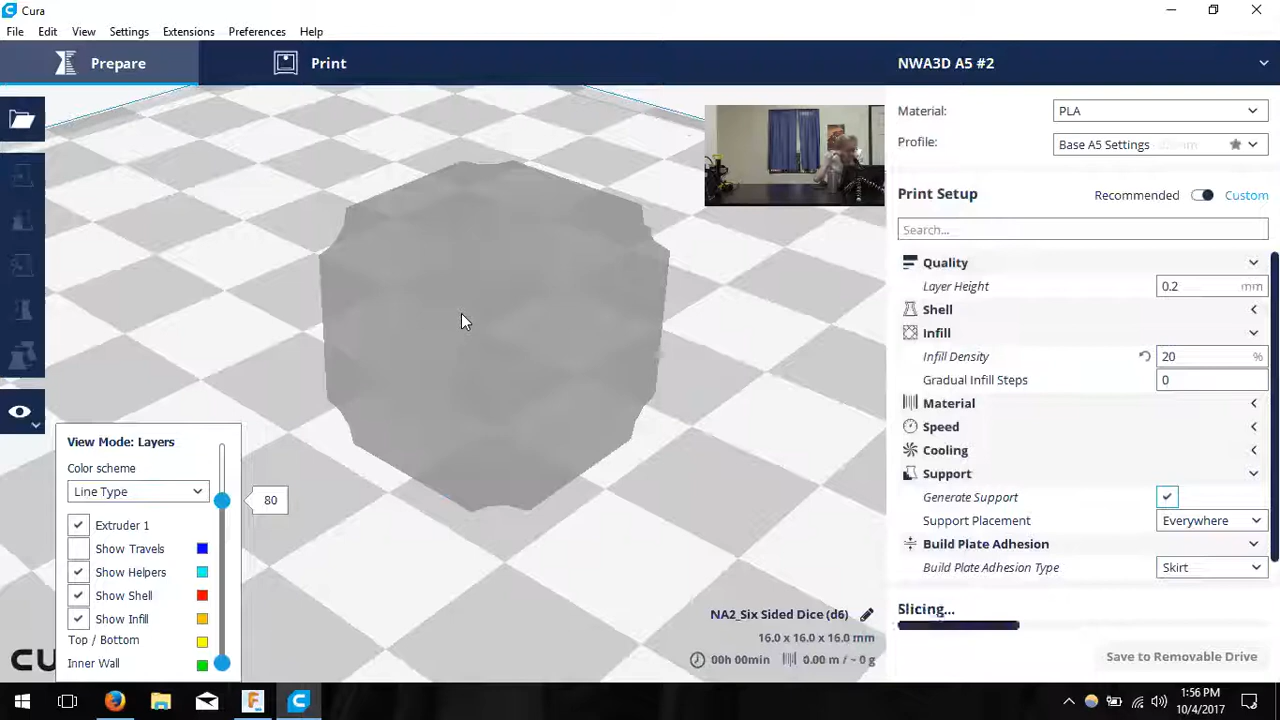 Cura
File Edit View Settings Extensions Preferences Help
Prepare Print NWA3D A5 #2
Material: PLA
Profile: Base A5 Settings
Print Setup Recommended Custom
Search...
Quality
Layer Height 0.2 mm
Shell
Infill
Infill Density 20 %
Gradual Infill Steps 0
Material
Speed
Cooling
Support
Generate Support
Support Placement Everywhere
Build Plate Adhesion
Build Plate Adhesion Type Skirt
Slicing...
Save to Removable Drive
View Mode: Layers
Color scheme
Line Type
80
Extruder 1
Show Travels
Show Helpers
Show Shell
Show Infill
Top / Bottom
Inner Wall
NA2_Six Sided Dice (d6)
16.0 x 16.0 x 16.0 mm
00h 00min 0.00 m / ~ 0 g
1:56 PM
10/4/2017